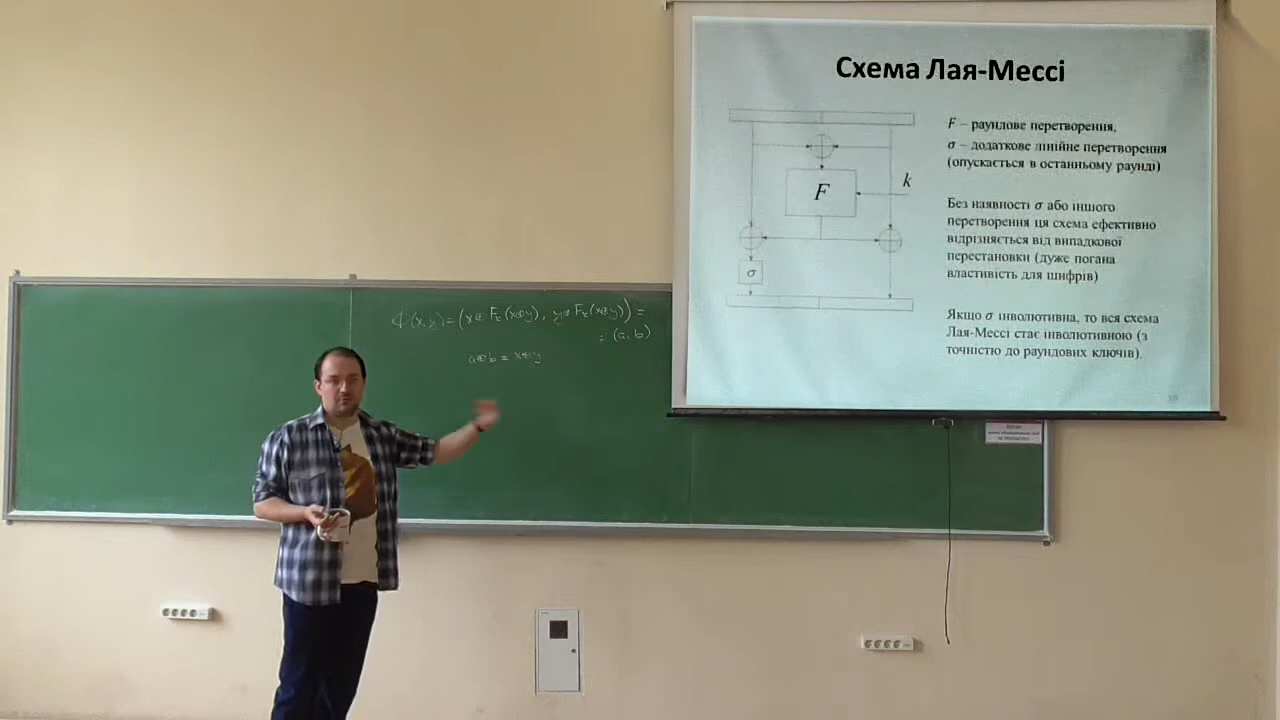 Схема Лая-Мессі
F – раундове перетворення,
σ – додаткове лінійне перетворення
(опускається в останньому раунді)
k
F
Без наявності σ або іншого
перетворення ця схема ефективно
відрізняється від випадкової
перестановки (дуже погана
властивість для шифрів)
σ
Якщо σ інволютивна, то вся схема
Лая-Мессі стає інволютивною (з
точністю до раундових ключів).
(x, y) = (x⊕F(x⊕y), y⊕F(x⊕y)) =
= (a, b)
a⊕b = x⊕y